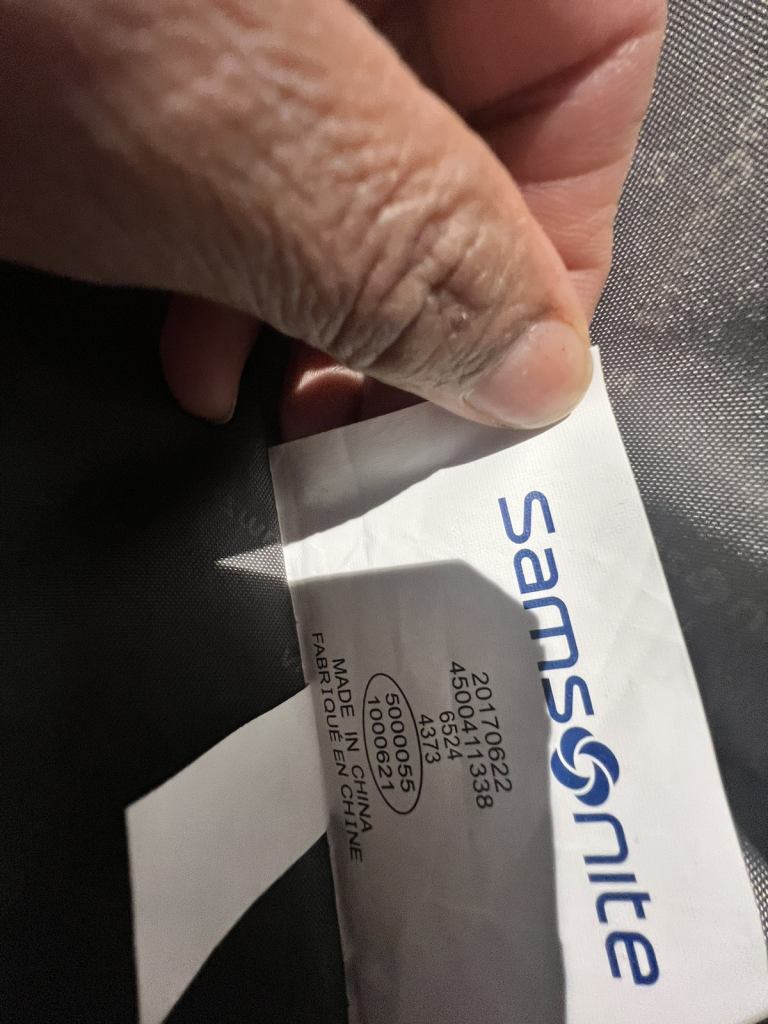 samsonite
20170622
4500411338
6524
4373
5000055
1000621
MADE IN CHINA
FABRIQUÉ EN CHINE